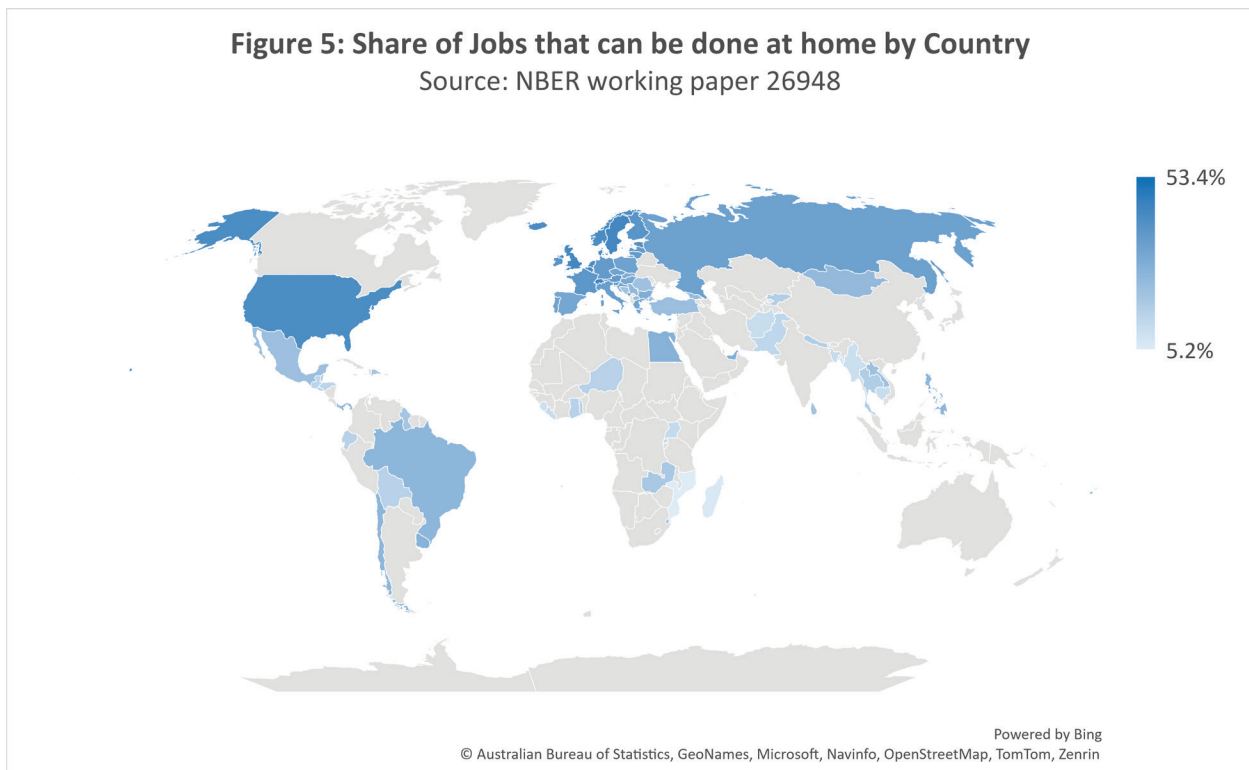 Figure 5: Share of Jobs that can be done at home by Country
Source: NBER working paper 26948
53.4%
5.2%
Powered by Bing
© Australian Bureau of Statistics, GeoNames, Microsoft, Navinfo, OpenStreetMap, TomTom, Zenrin